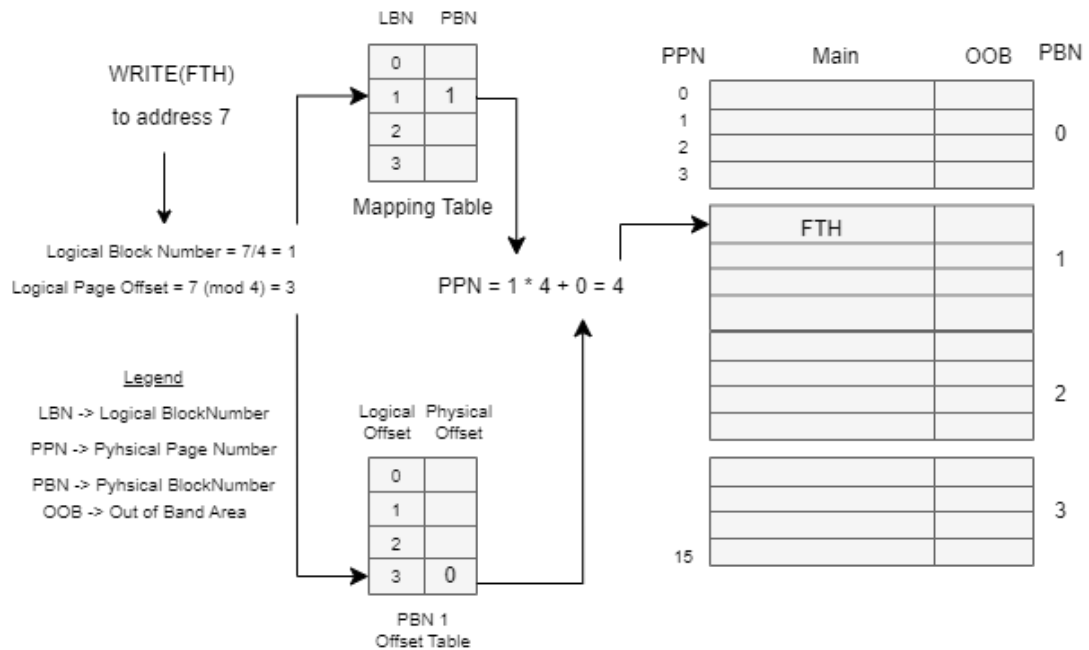 WRITE(FTH)
to address 7
Logical Block Number = 7/4 = 1
Logical Page Offset = 7 (mod 4) = 3
Legend
LBN -> Logical BlockNumber
PPN -> Pyhsical Page Number
PBN -> Pyhsical BlockNumber
OOB -> Out of Band Area
LBN PBN
0
1 1
2
3
Mapping Table
PPN = 1 * 4 + 0 = 4
Logical Physical
Offset Offset
0
1
2
3 0
PBN 1
Offset Table
PPN Main OOB PBN
0
1
2
3
0
FTH
1
2
3
15